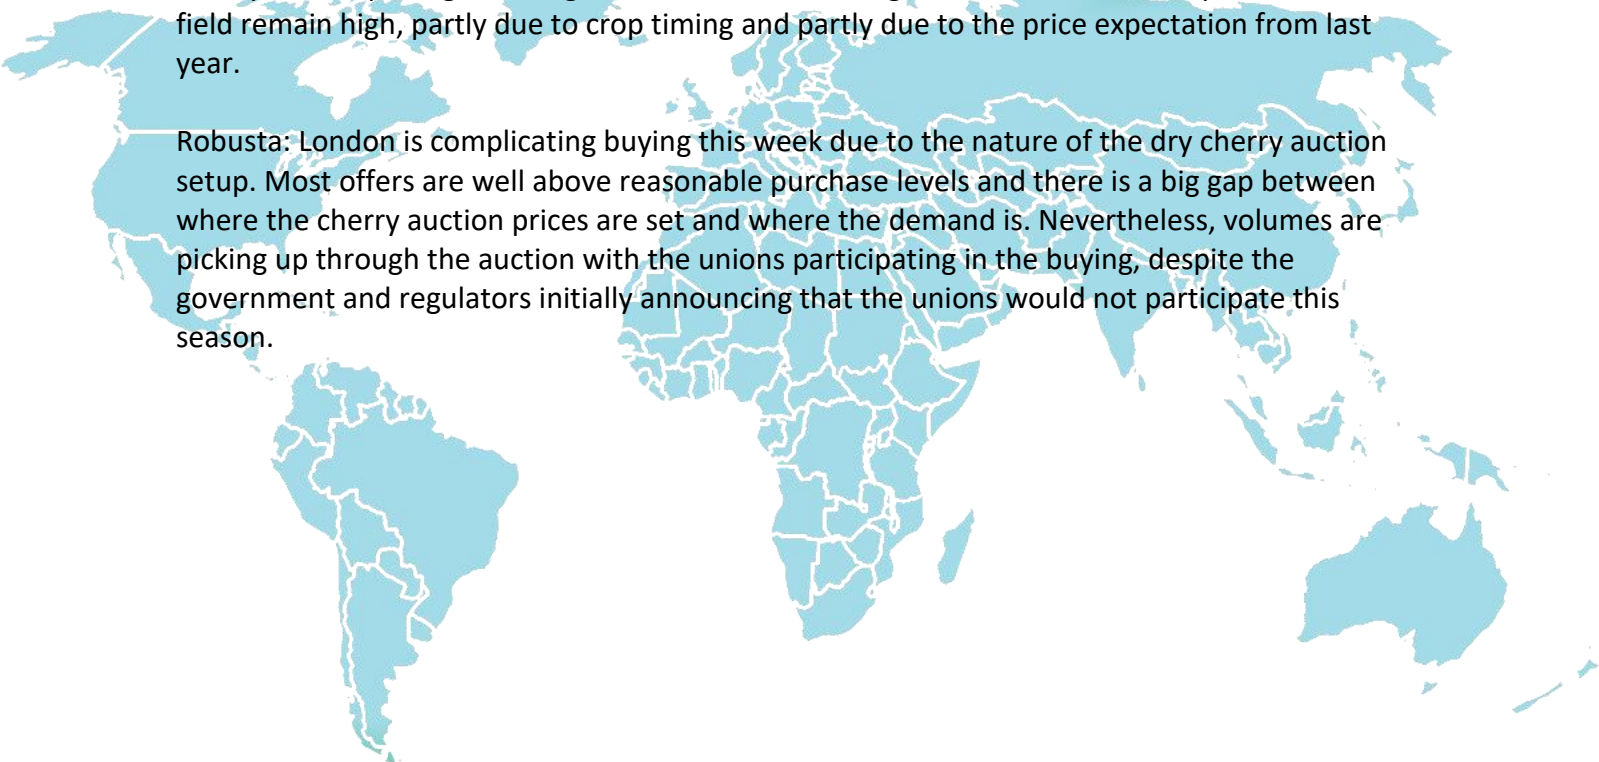 field remain high, partly due to crop timing and partly due to the price expectation from last
year.
Robusta: London is complicating buying this week due to the nature of the dry cherry auction
setup. Most offers are well above reasonable purchase levels and there is a big gap between
where the cherry auction prices are set and where the demand is. Nevertheless, volumes are
picking up through the auction with the unions participating in the buying, despite the
government and regulators initially announcing that the unions would not participate this
season.